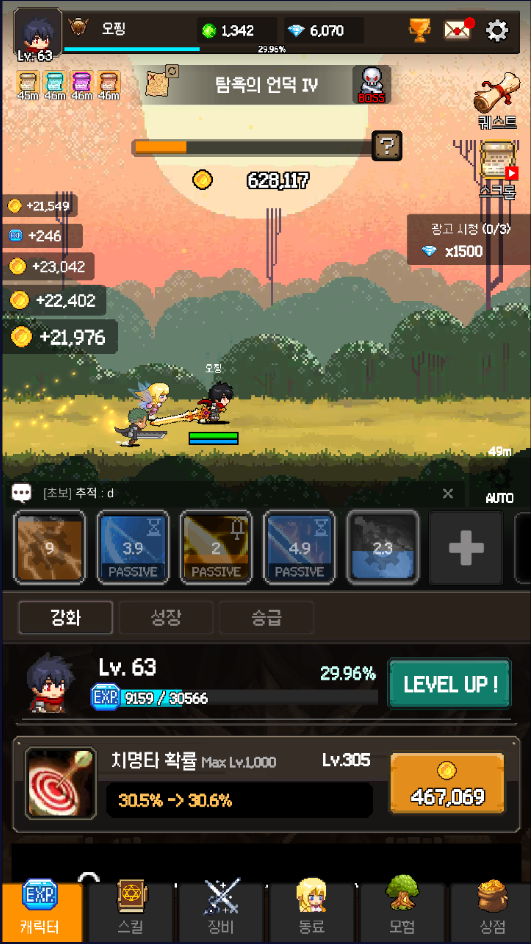 오찡
1,342
6,070
Lv. 63
29.96%
45m
46m
46m
46m
탐욕의 언덕 IV
BOSS
퀘스트
?
628,117
스크롤
+21,549
EXP +246
+23,042
+22,402
+21,976
광고 시청 (0/3)
x1500
오찡
49m
[초보] 추적 : d
AUTO
9
3.9
PASSIVE
2
PASSIVE
4.9
PASSIVE
2.3
강화
성장
승급
Lv. 63
29.96%
EXP 9159 / 30566
LEVEL UP !
치명타 확률 Max Lv.1,000
Lv.305
30.5% -> 30.6%
467,069
EXP
캐릭터
스킬
장비
동료
모험
상점